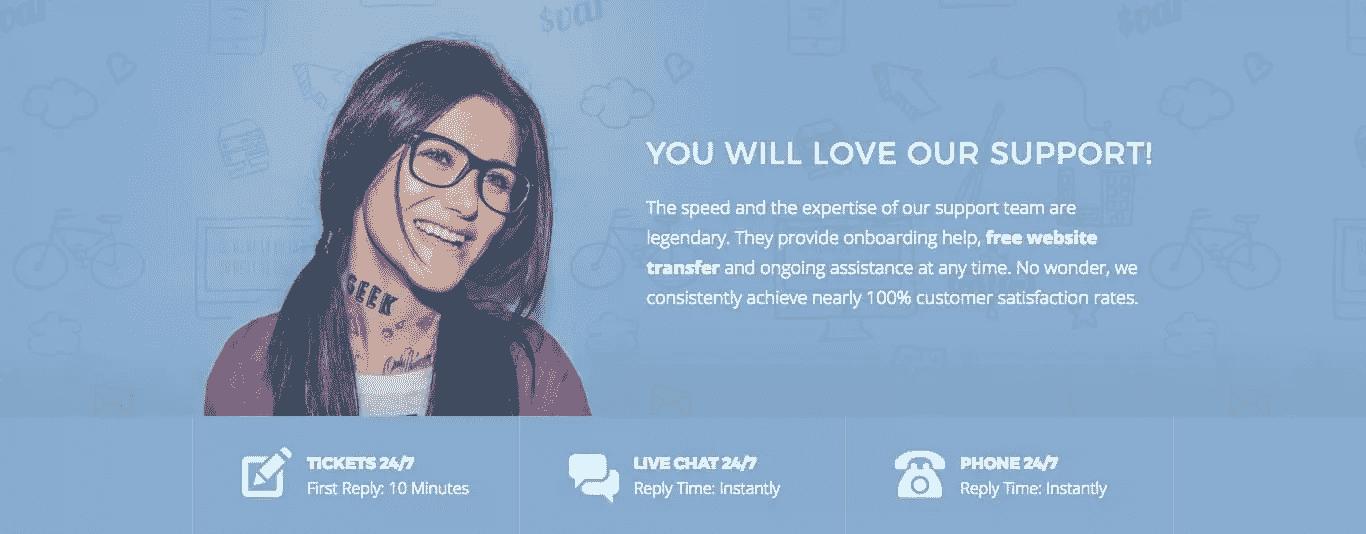 $var
$var
YOU WILL LOVE OUR SUPPORT!
The speed and the expertise of our support team are
legendary. They provide onboarding help, free website
transfer and ongoing assistance at any time. No wonder, we
consistently achieve nearly 100% customer satisfaction rates.
GEEK
TICKETS 24/7
First Reply: 10 Minutes
LIVE CHAT 24/7
Reply Time: Instantly
PHONE 24/7
Reply Time: Instantly